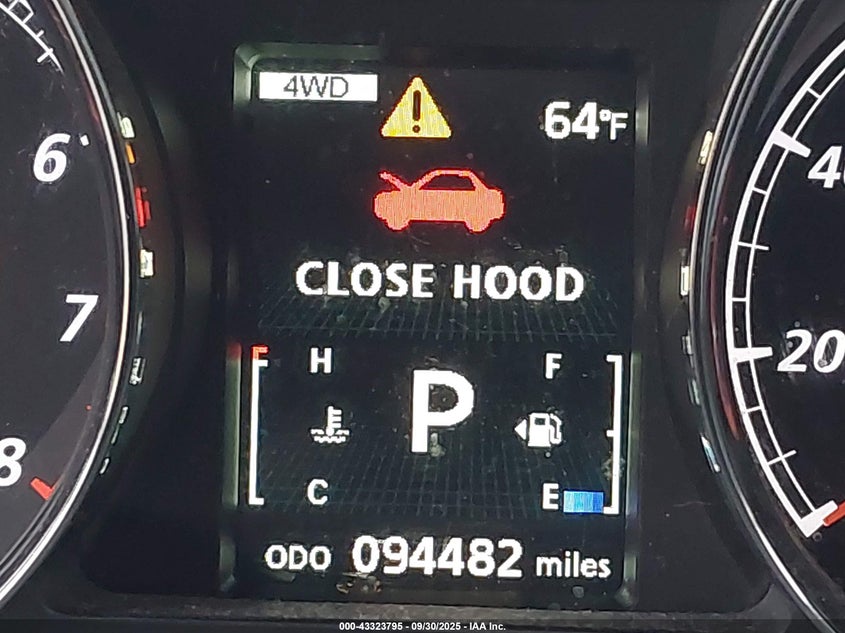 4WD
64°F
CLOSE HOOD
6
7
8
40
20
H
F
P
C
E
ODO 094482 miles
000-43323795 - 09/30/2025 - IAA Inc.